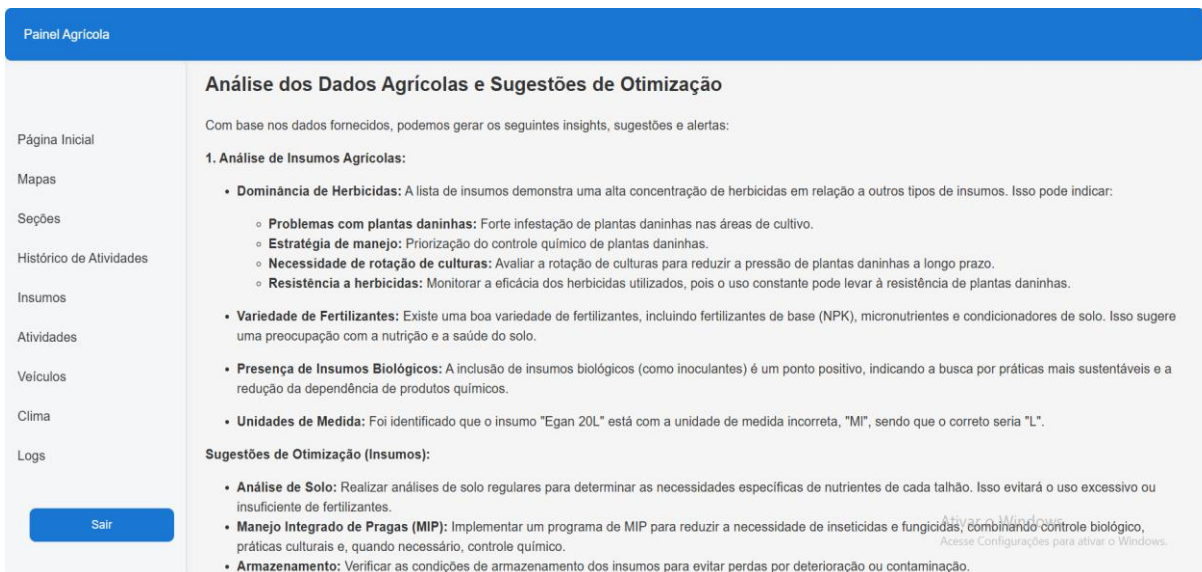 Painel Agrícola
Análise dos Dados Agrícolas e Sugestões de Otimização
Com base nos dados fornecidos, podemos gerar os seguintes insights, sugestões e alertas:
1. Análise de Insumos Agrícolas:
• Dominância de Herbicidas: A lista de insumos demonstra uma alta concentração de herbicidas em relação a outros tipos de insumos. Isso pode indicar:
◦ Problemas com plantas daninhas: Forte infestação de plantas daninhas nas áreas de cultivo.
◦ Estratégia de manejo: Priorização do controle químico de plantas daninhas.
◦ Necessidade de rotação de culturas: Avaliar a rotação de culturas para reduzir a pressão de plantas daninhas a longo prazo.
◦ Resistência a herbicidas: Monitorar a eficácia dos herbicidas utilizados, pois o uso constante pode levar à resistência de plantas daninhas.
• Variedade de Fertilizantes: Existe uma boa variedade de fertilizantes, incluindo fertilizantes de base (NPK), micronutrientes e condicionadores de solo. Isso sugere
uma preocupação com a nutrição e a saúde do solo.
• Presença de Insumos Biológicos: A inclusão de insumos biológicos (como inoculantes) é um ponto positivo, indicando a busca por práticas mais sustentáveis e a
redução da dependência de produtos químicos.
• Unidades de Medida: Foi identificado que o insumo "Egan 20L" está com a unidade de medida incorreta, "Ml", sendo que o correto seria "L".
Sugestões de Otimização (Insumos):
• Análise de Solo: Realizar análises de solo regulares para determinar as necessidades específicas de nutrientes de cada talhão. Isso evitará o uso excessivo ou
insuficiente de fertilizantes.
• Manejo Integrado de Pragas (MIP): Implementar um programa de MIP para reduzir a necessidade de inseticidas e fungicidas, combinando controle biológico,
práticas culturais e, quando necessário, controle químico.
• Armazenamento: Verificar as condições de armazenamento dos insumos para evitar perdas por deterioração ou contaminação.
Página Inicial
Mapas
Seções
Histórico de Atividades
Insumos
Atividades
Veículos
Clima
Logs
Sair
Ativar o Windows
Acesse Configurações para ativar o Windows.